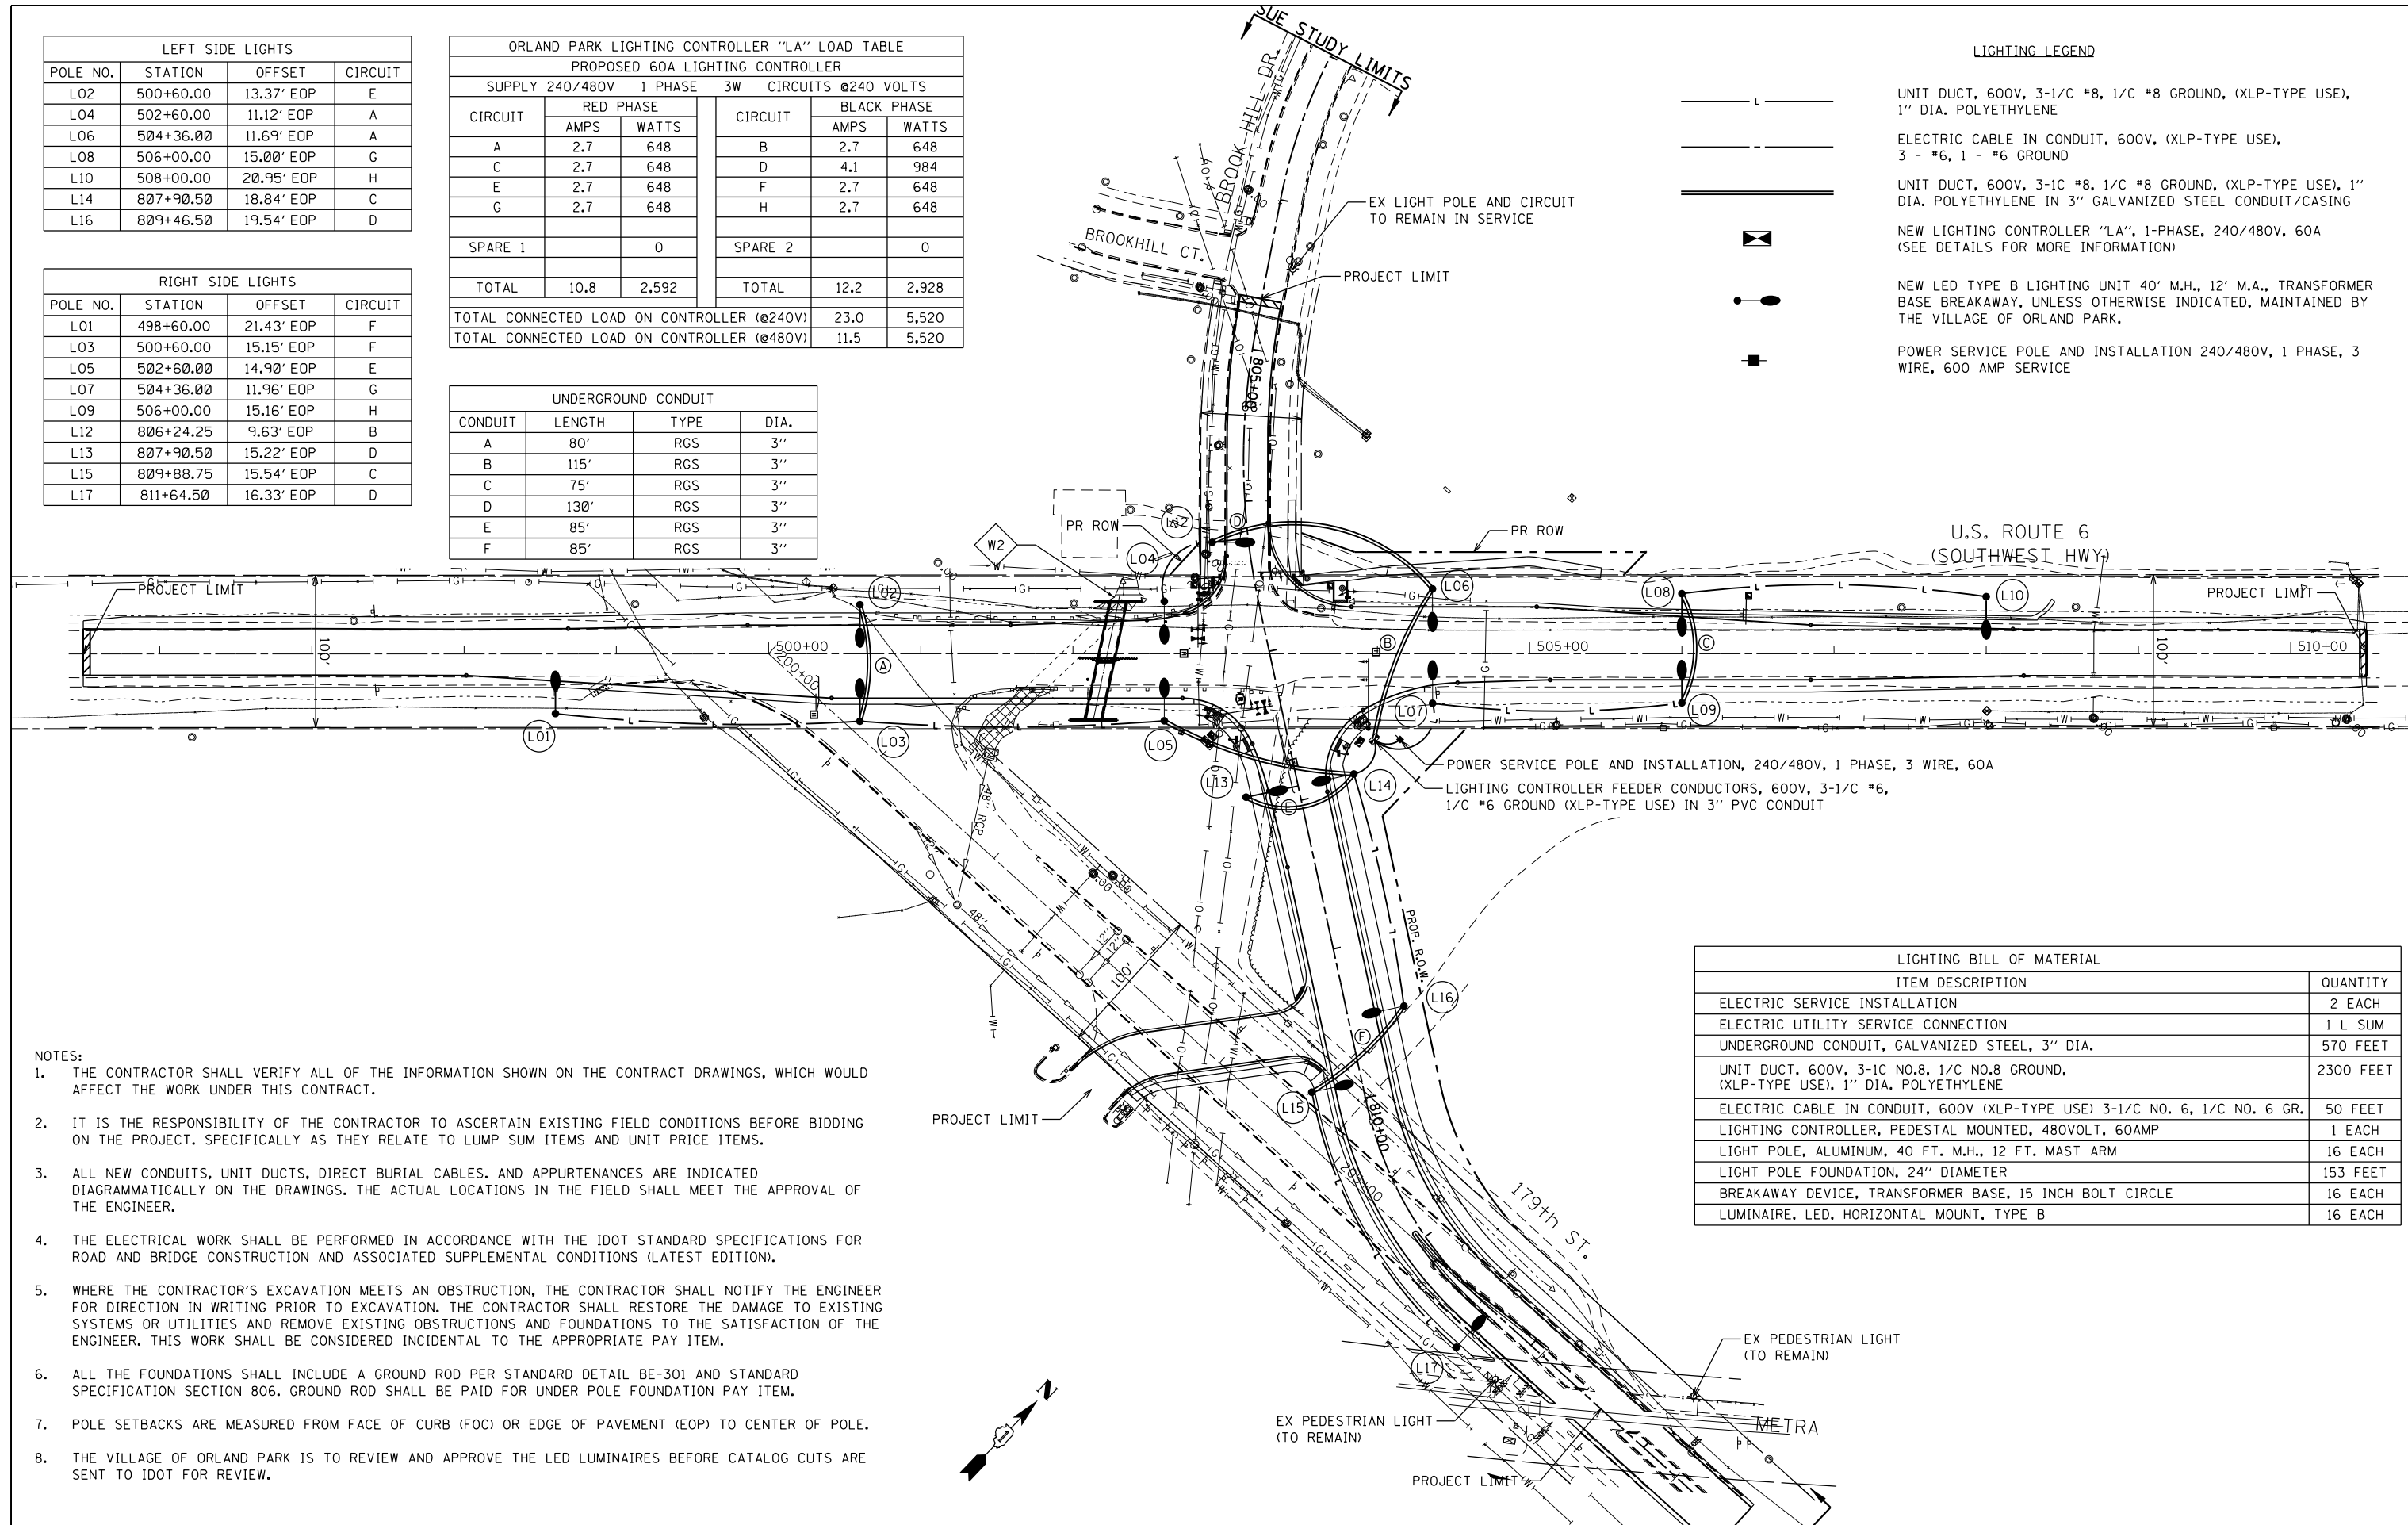 LEFT SIDE LIGHTS
POLE NO. STATION OFFSET CIRCUIT
L02 500+60.00 13.37' EOP E
L04 502+60.00 11.12' EOP A
L06 504+36.00 11.69' EOP A
L08 506+00.00 15.00' EOP G
L10 508+00.00 20.95' EOP H
L14 807+90.50 18.84' EOP C
L16 809+46.50 19.54' EOP D
RIGHT SIDE LIGHTS
POLE NO. STATION OFFSET CIRCUIT
L01 498+60.00 21.43' EOP F
L03 500+60.00 15.15' EOP F
L05 502+60.00 14.90' EOP E
L07 504+36.00 11.96' EOP G
L09 506+00.00 15.16' EOP H
L12 806+24.25 9.63' EOP B
L13 807+90.50 15.22' EOP D
L15 809+88.75 15.54' EOP C
L17 811+64.50 16.33' EOP D
ORLAND PARK LIGHTING CONTROLLER "LA" LOAD TABLE
PROPOSED 60A LIGHTING CONTROLLER
SUPPLY 240/480V 1 PHASE 3W CIRCUITS @240 VOLTS
CIRCUIT RED PHASE CIRCUIT BLACK PHASE
AMPS WATTS AMPS WATTS
A 2.7 648 B 2.7 648
C 2.7 648 D 4.1 984
E 2.7 648 F 2.7 648
G 2.7 648 H 2.7 648
SPARE 1 0 SPARE 2 0
TOTAL 10.8 2,592 TOTAL 12.2 2,928
TOTAL CONNECTED LOAD ON CONTROLLER (@240V) 23.0 5,520
TOTAL CONNECTED LOAD ON CONTROLLER (@480V) 11.5 5,520
UNDERGROUND CONDUIT
CONDUIT LENGTH TYPE DIA.
A 80' RGS 3"
B 115' RGS 3"
C 75' RGS 3"
D 130' RGS 3"
E 85' RGS 3"
F 85' RGS 3"
LIGHTING LEGEND
L
UNIT DUCT, 600V, 3-1/C #8, 1/C #8 GROUND, (XLP-TYPE USE),
1" DIA. POLYETHYLENE
ELECTRIC CABLE IN CONDUIT, 600V, (XLP-TYPE USE),
3 - #6, 1 - #6 GROUND
UNIT DUCT, 600V, 3-1C #8, 1/C #8 GROUND, (XLP-TYPE USE), 1"
DIA. POLYETHYLENE IN 3" GALVANIZED STEEL CONDUIT/CASING
NEW LIGHTING CONTROLLER "LA", 1-PHASE, 240/480V, 60A
(SEE DETAILS FOR MORE INFORMATION)
NEW LED TYPE B LIGHTING UNIT 40' M.H., 12' M.A., TRANSFORMER
BASE BREAKAWAY, UNLESS OTHERWISE INDICATED, MAINTAINED BY
THE VILLAGE OF ORLAND PARK.
POWER SERVICE POLE AND INSTALLATION 240/480V, 1 PHASE, 3
WIRE, 600 AMP SERVICE
SUE STUDY LIMITS
BROOK HILL DR.
BROOKHILL CT.
EX LIGHT POLE AND CIRCUIT
TO REMAIN IN SERVICE
PROJECT LIMIT
805+00
PR ROW
PR ROW
W2
L12
D
L04
L02
L06
L08
L10
U.S. ROUTE 6
(SOUTHWEST HWY)
PROJECT LIMIT
PROJECT LIMIT
100'
500+00
200+00
505+00
510+00
100'
A
B
C
L01
L03
L05
L07
L09
L13
L14
E
POWER SERVICE POLE AND INSTALLATION, 240/480V, 1 PHASE, 3 WIRE, 60A
LIGHTING CONTROLLER FEEDER CONDUCTORS, 600V, 3-1/C #6,
1/C #6 GROUND (XLP-TYPE USE) IN 3" PVC CONDUIT
48" RCP
12"
48"
12"
12"
100'
PROP. R.O.W.
L16
F
L15
810+00
205+00
PROJECT LIMIT
179th ST.
L17
EX PEDESTRIAN LIGHT
(TO REMAIN)
EX PEDESTRIAN LIGHT
(TO REMAIN)
METRA
PROJECT LIMIT
N
LIGHTING BILL OF MATERIAL
ITEM DESCRIPTION QUANTITY
ELECTRIC SERVICE INSTALLATION 2 EACH
ELECTRIC UTILITY SERVICE CONNECTION 1 L SUM
UNDERGROUND CONDUIT, GALVANIZED STEEL, 3" DIA. 570 FEET
UNIT DUCT, 600V, 3-1C NO.8, 1/C NO.8 GROUND, 2300 FEET
(XLP-TYPE USE), 1" DIA. POLYETHYLENE
ELECTRIC CABLE IN CONDUIT, 600V (XLP-TYPE USE) 3-1/C NO. 6, 1/C NO. 6 GR. 50 FEET
LIGHTING CONTROLLER, PEDESTAL MOUNTED, 480VOLT, 60AMP 1 EACH
LIGHT POLE, ALUMINUM, 40 FT. M.H., 12 FT. MAST ARM 16 EACH
LIGHT POLE FOUNDATION, 24" DIAMETER 153 FEET
BREAKAWAY DEVICE, TRANSFORMER BASE, 15 INCH BOLT CIRCLE 16 EACH
LUMINAIRE, LED, HORIZONTAL MOUNT, TYPE B 16 EACH
NOTES:
1. THE CONTRACTOR SHALL VERIFY ALL OF THE INFORMATION SHOWN ON THE CONTRACT DRAWINGS, WHICH WOULD
AFFECT THE WORK UNDER THIS CONTRACT.
2. IT IS THE RESPONSIBILITY OF THE CONTRACTOR TO ASCERTAIN EXISTING FIELD CONDITIONS BEFORE BIDDING
ON THE PROJECT. SPECIFICALLY AS THEY RELATE TO LUMP SUM ITEMS AND UNIT PRICE ITEMS.
3. ALL NEW CONDUITS, UNIT DUCTS, DIRECT BURIAL CABLES. AND APPURTENANCES ARE INDICATED
DIAGRAMMATICALLY ON THE DRAWINGS. THE ACTUAL LOCATIONS IN THE FIELD SHALL MEET THE APPROVAL OF
THE ENGINEER.
4. THE ELECTRICAL WORK SHALL BE PERFORMED IN ACCORDANCE WITH THE IDOT STANDARD SPECIFICATIONS FOR
ROAD AND BRIDGE CONSTRUCTION AND ASSOCIATED SUPPLEMENTAL CONDITIONS (LATEST EDITION).
5. WHERE THE CONTRACTOR'S EXCAVATION MEETS AN OBSTRUCTION, THE CONTRACTOR SHALL NOTIFY THE ENGINEER
FOR DIRECTION IN WRITING PRIOR TO EXCAVATION. THE CONTRACTOR SHALL RESTORE THE DAMAGE TO EXISTING
SYSTEMS OR UTILITIES AND REMOVE EXISTING OBSTRUCTIONS AND FOUNDATIONS TO THE SATISFACTION OF THE
ENGINEER. THIS WORK SHALL BE CONSIDERED INCIDENTAL TO THE APPROPRIATE PAY ITEM.
6. ALL THE FOUNDATIONS SHALL INCLUDE A GROUND ROD PER STANDARD DETAIL BE-301 AND STANDARD
SPECIFICATION SECTION 806. GROUND ROD SHALL BE PAID FOR UNDER POLE FOUNDATION PAY ITEM.
7. POLE SETBACKS ARE MEASURED FROM FACE OF CURB (FOC) OR EDGE OF PAVEMENT (EOP) TO CENTER OF POLE.
8. THE VILLAGE OF ORLAND PARK IS TO REVIEW AND APPROVE THE LED LUMINAIRES BEFORE CATALOG CUTS ARE
SENT TO IDOT FOR REVIEW.